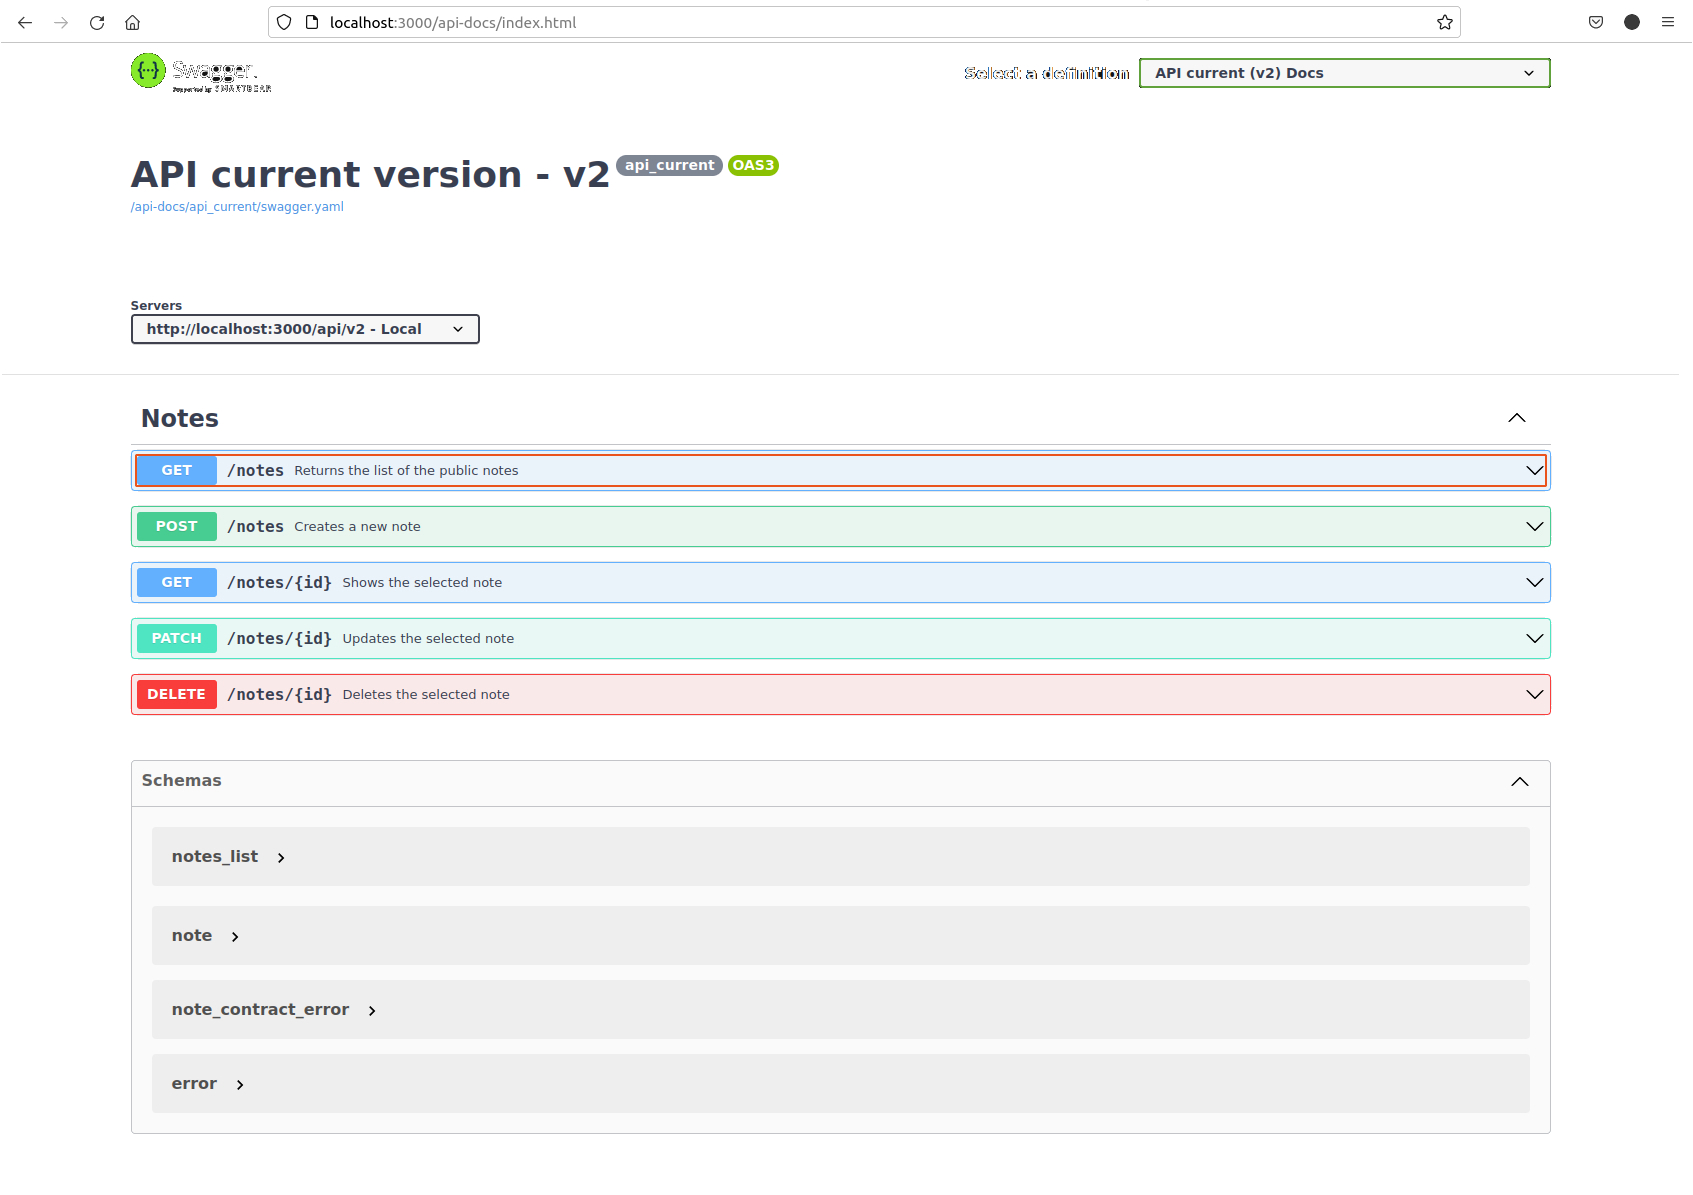 localhost:3000/api-docs/index.html
Swagger.
Supported by SMARTBEAR
Select a definition
API current (v2) Docs
API current version - v2 api_current OAS3
/api-docs/api_current/swagger.yaml
Servers
http://localhost:3000/api/v2 - Local
Notes
GET /notes Returns the list of the public notes
POST /notes Creates a new note
GET /notes/{id} Shows the selected note
PATCH /notes/{id} Updates the selected note
DELETE /notes/{id} Deletes the selected note
Schemas
notes_list
note
note_contract_error
error